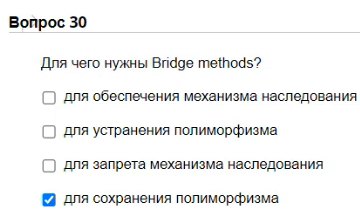 Вопрос 30
Для чего нужны Bridge methods?
для обеспечения механизма наследования
для устранения полиморфизма
для запрета механизма наследования
для сохранения полиморфизма